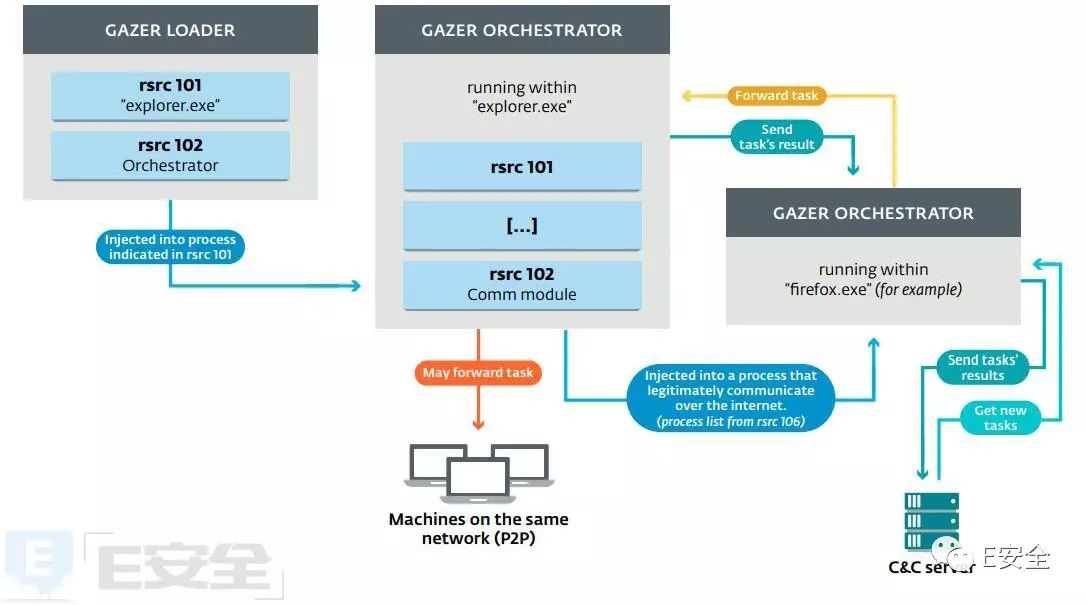 GAZER LOADER
rsrc 101
“explorer.exe”
rsrc 102
Orchestrator
Injected into process
indicated in rsrc 101
GAZER ORCHESTRATOR
running within
“explorer.exe”
rsrc 101
[...]
rsrc 102
Comm module
Forward task
Send
task's result
GAZER ORCHESTRATOR
running within
“firefox.exe” (for example)
May forward task
Injected into a process that
legitimately communicate
over the internet.
(process list from rsrc 106)
Send tasks'
results
Get new
tasks
Machines on the same
network (P2P)
C&C server
E安全
E
E安全